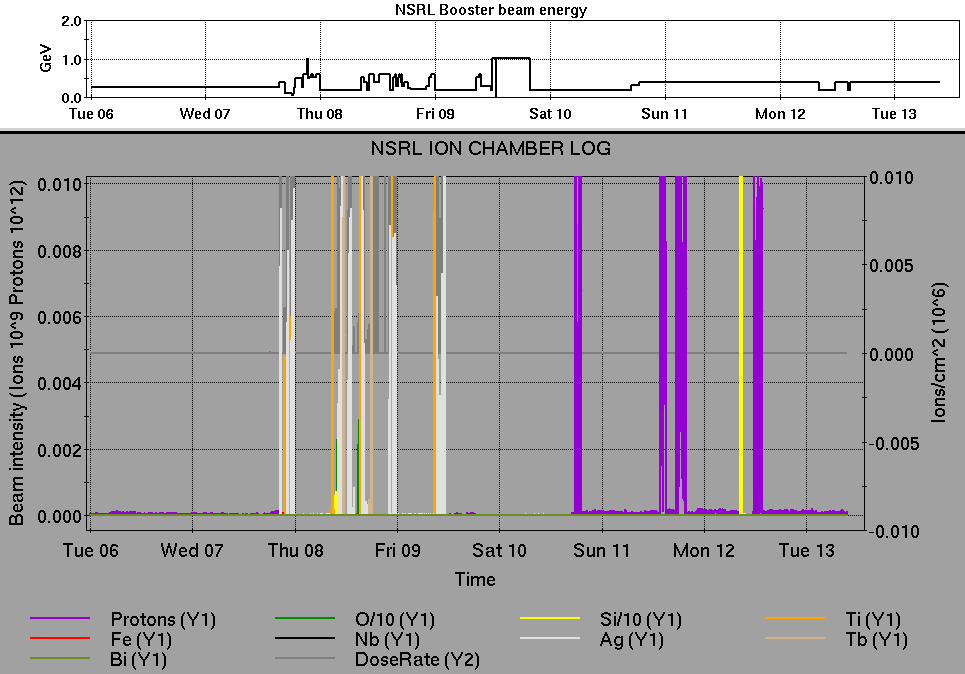 NSRL Booster beam energy
GeV
2.0
1.0
0.0
Tue 06 Wed 07 Thu 08 Fri 09 Sat 10 Sun 11 Mon 12 Tue 13
NSRL ION CHAMBER LOG
Beam intensity (Ions 10^9 Protons 10^12)
0.010
0.008
0.006
0.004
0.002
0.000
0.010
0.005
0.000
-0.005
-0.010
Ions/cm^2 (10^6)
Tue 06 Wed 07 Thu 08 Fri 09 Sat 10 Sun 11 Mon 12 Tue 13
Time
Protons (Y1) O/10 (Y1) Si/10 (Y1) Ti (Y1)
Fe (Y1) Nb (Y1) Ag (Y1) Tb (Y1)
Bi (Y1) DoseRate (Y2)